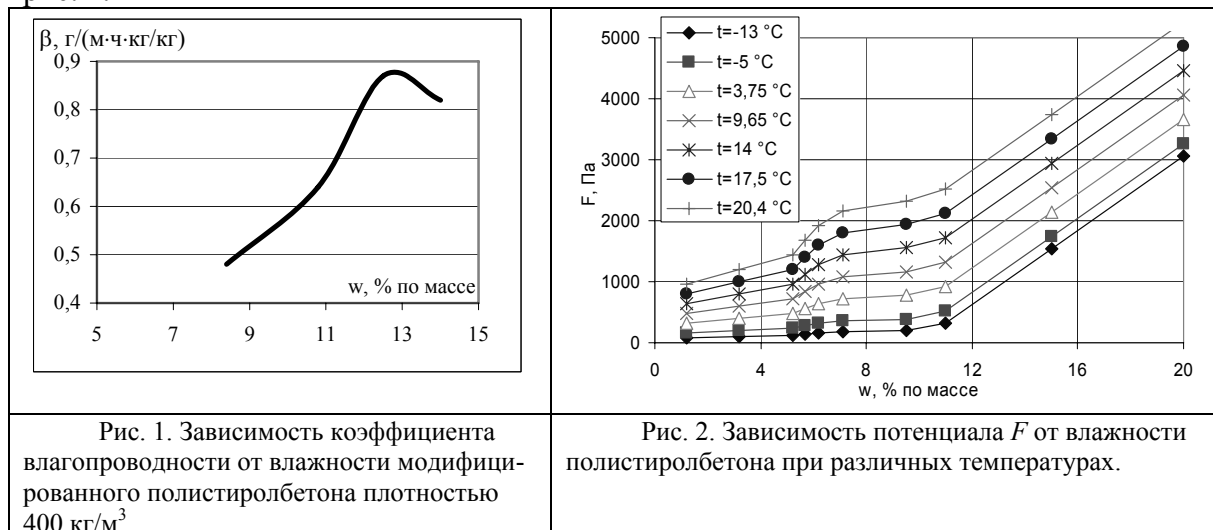 β, г/(м·ч·кг/кг)
0,9
0,8
0,7
0,6
0,5
0,4
w, % по массе
5 7 9 11 13 15
t=-13 °C
t=-5 °C
t=3,75 °C
t=9,65 °C
t=14 °C
t=17,5 °C
t=20,4 °C
F, Па
5000
4000
3000
2000
1000
0
0 4 8 12 16 20
w, % по массе
Рис. 1. Зависимость коэффициента
влагопроводности от влажности модифици-
рованного полистиролбетона плотностью
400 кг/м³
Рис. 2. Зависимость потенциала F от влажности
полистиролбетона при различных температурах.